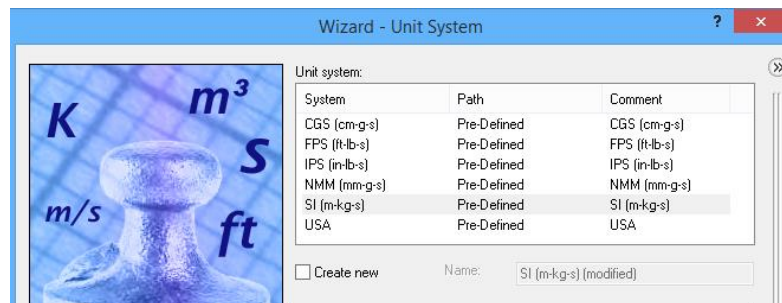 Wizard - Unit System
?
×
Unit system:
System Path Comment
CGS (cm-g-s) Pre-Defined CGS (cm-g-s)
FPS (ft-lb-s) Pre-Defined FPS (ft-lb-s)
IPS (in-lb-s) Pre-Defined IPS (in-lb-s)
NMM (mm-g-s) Pre-Defined NMM (mm-g-s)
SI (m-kg-s) Pre-Defined SI (m-kg-s)
USA Pre-Defined USA
Create new Name: SI (m-kg-s) (modified)
m³
K
S
m/s
ft